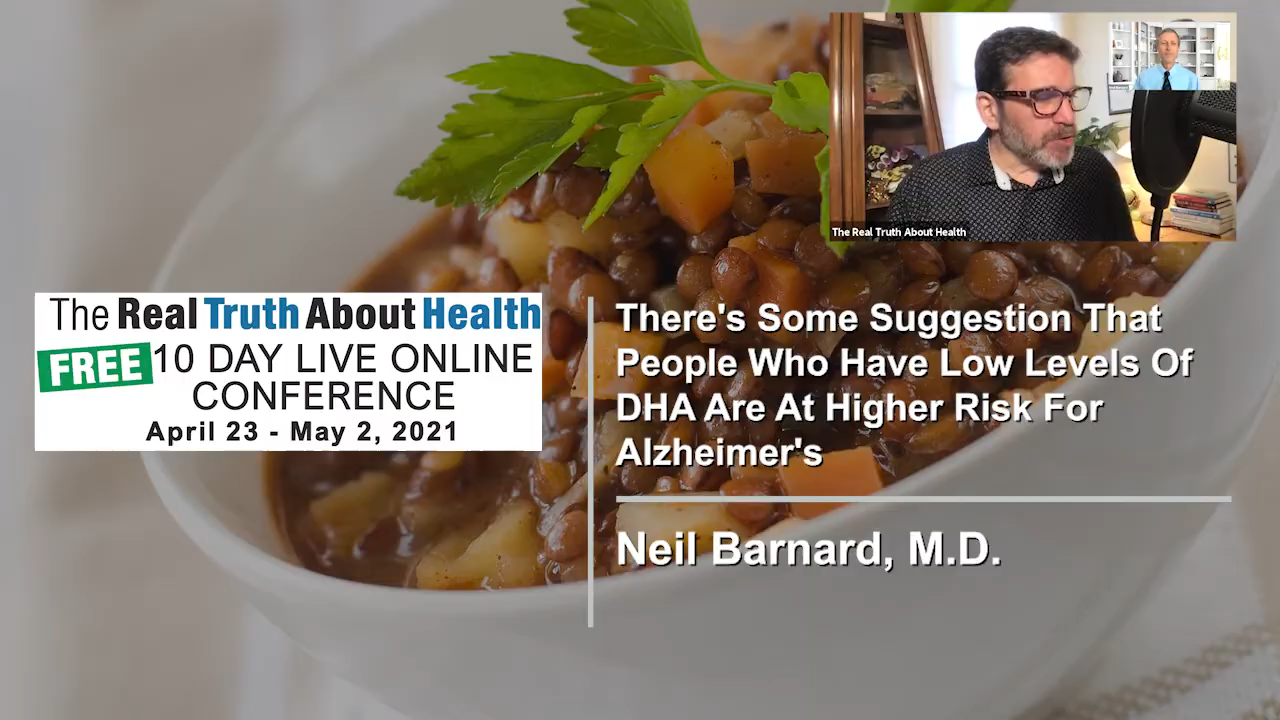 The Real Truth About Health
The Real Truth About Health
FREE 10 DAY LIVE ONLINE
CONFERENCE
April 23 - May 2, 2021
There's Some Suggestion That
People Who Have Low Levels Of
DHA Are At Higher Risk For
Alzheimer's
Neil Barnard, M.D.